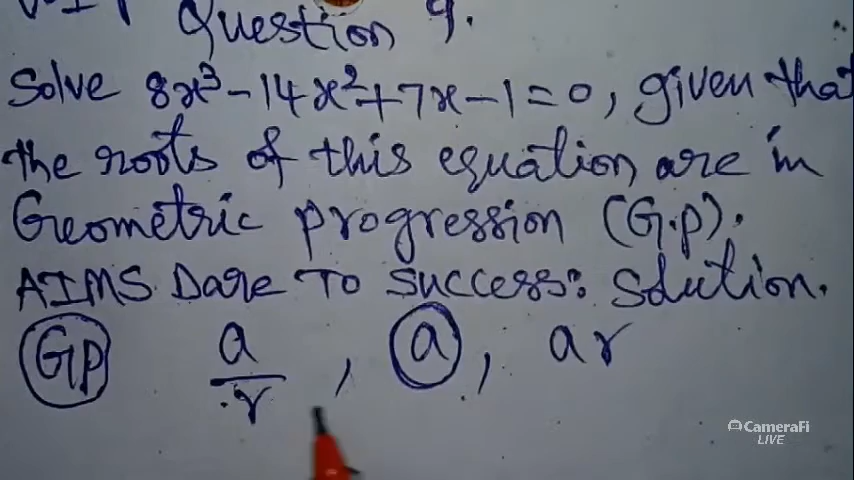 Question 9.
Solve 8x³-14x²+7x-1=0, given that
the roots of this equation are in
Geometric progression (G.p).
AIMS Dare To Success: Solution.
GP a/r , a , ar
CameraFi
LIVE